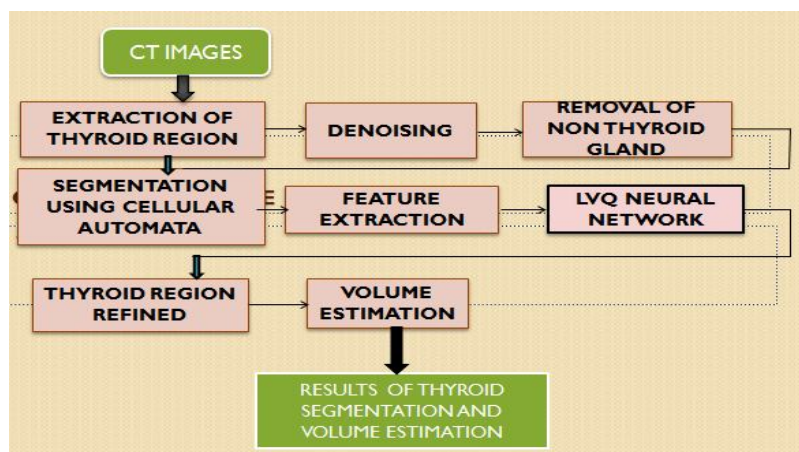 CT IMAGES
EXTRACTION OF
THYROID REGION
DENOISING
REMOVAL OF
NON THYROID
GLAND
SEGMENTATION
USING CELLULAR
AUTOMATA
FEATURE
EXTRACTION
LVQ NEURAL
NETWORK
THYROID REGION
REFINED
VOLUME
ESTIMATION
RESULTS OF THYROID
SEGMENTATION AND
VOLUME ESTIMATION